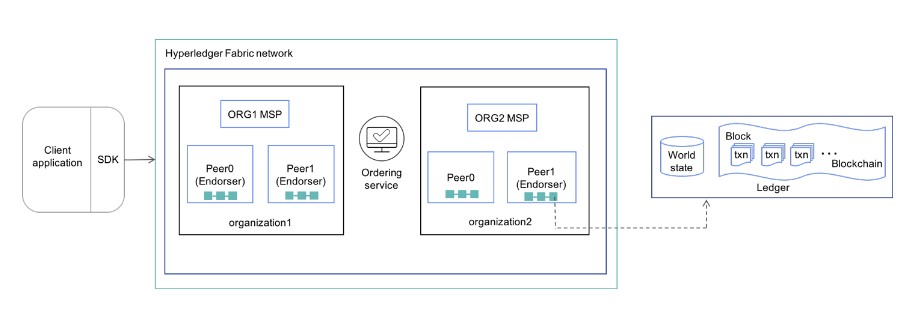 Hyperledger Fabric network
Client
application
SDK
ORG1 MSP
Peer0
(Endorser)
Peer1
(Endorser)
organization1
Ordering
service
ORG2 MSP
Peer0
Peer1
(Endorser)
organization2
World
state
Block
txn
txn
txn
...
Blockchain
Ledger